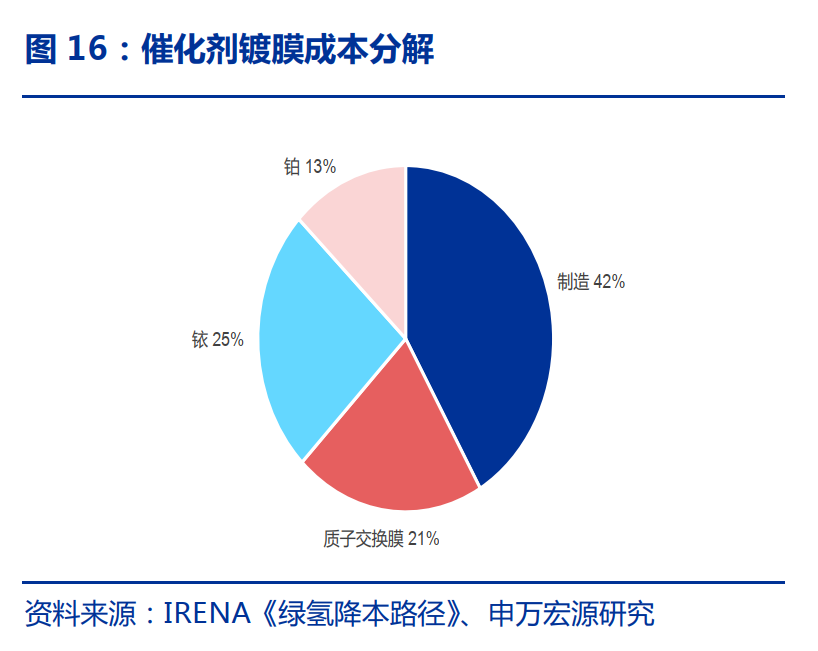 图 16：催化剂镀膜成本分解
铂 13%
制造 42%
铱 25%
质子交换膜 21%
资料来源：IRENA《绿氢降本路径》、申万宏源研究